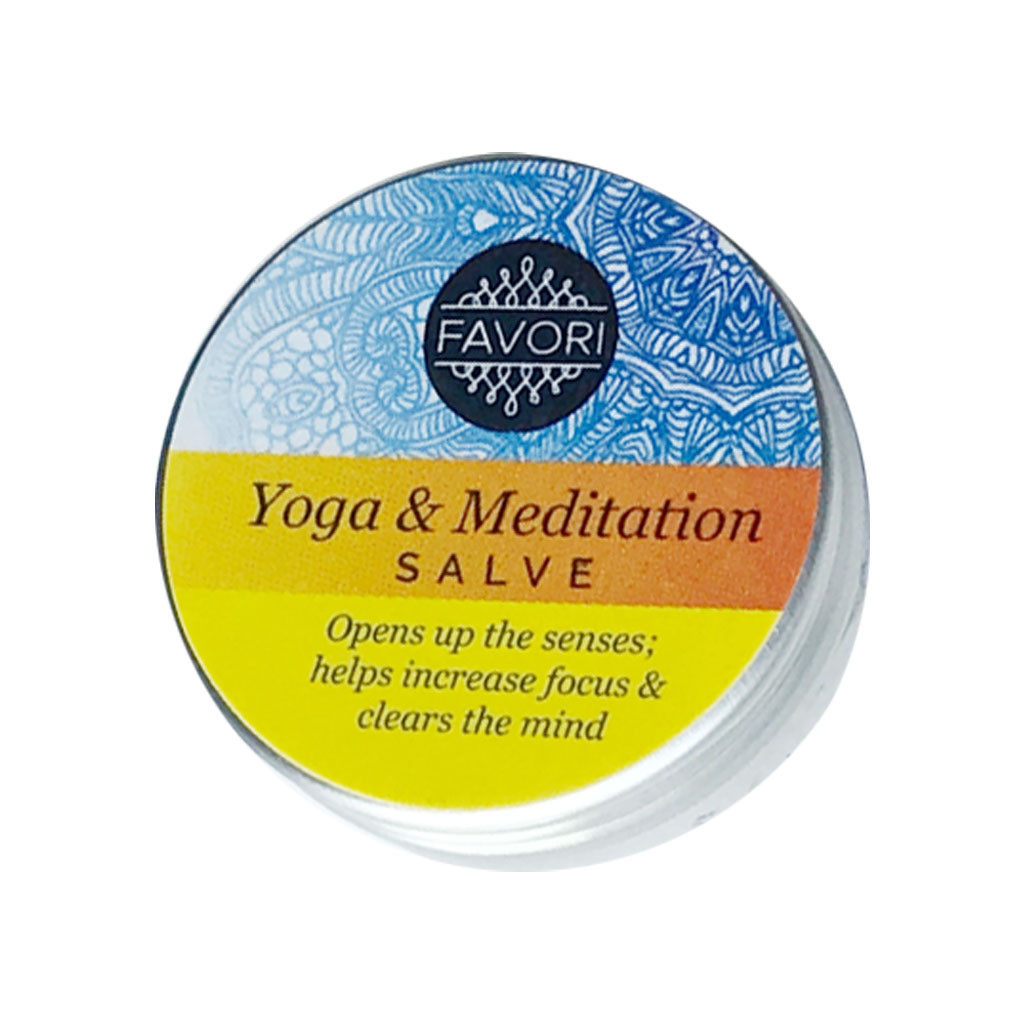 FAVORI
Yoga & Meditation
SALVE
Opens up the senses;
helps increase focus &
clears the mind